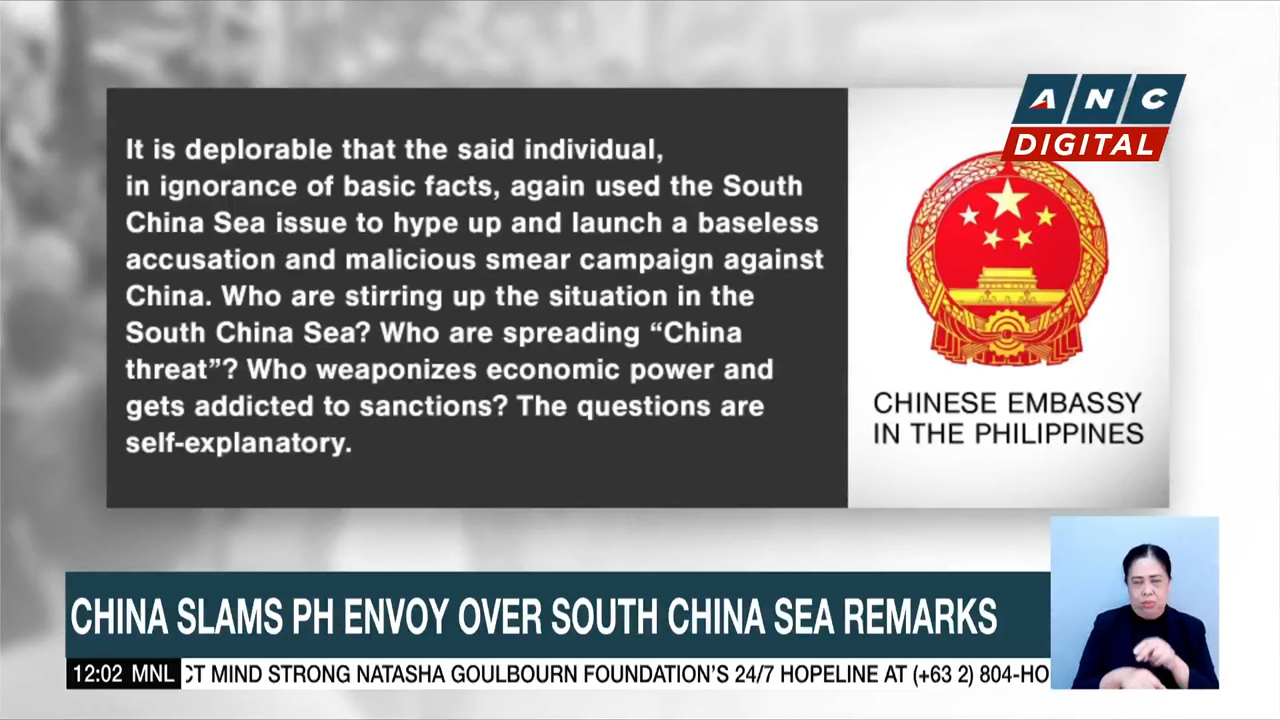 ANC
DIGITAL
It is deplorable that the said individual,
in ignorance of basic facts, again used the South
China Sea issue to hype up and launch a baseless
accusation and malicious smear campaign against
China. Who are stirring up the situation in the
South China Sea? Who are spreading “China
threat”? Who weaponizes economic power and
gets addicted to sanctions? The questions are
self-explanatory.
CHINESE EMBASSY
IN THE PHILIPPINES
CHINA SLAMS PH ENVOY OVER SOUTH CHINA SEA REMARKS
12:02 MNL CT MIND STRONG NATASHA GOULBOURN FOUNDATION'S 24/7 HOPELINE AT (+63 2) 804-HO